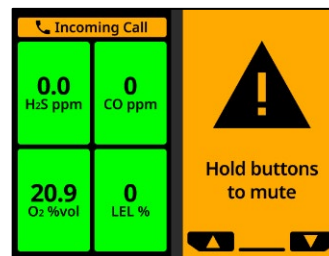 Incoming Call
0.0
H2S ppm
0
CO ppm
20.9
O2 %vol
0
LEL %
Hold buttons
to mute